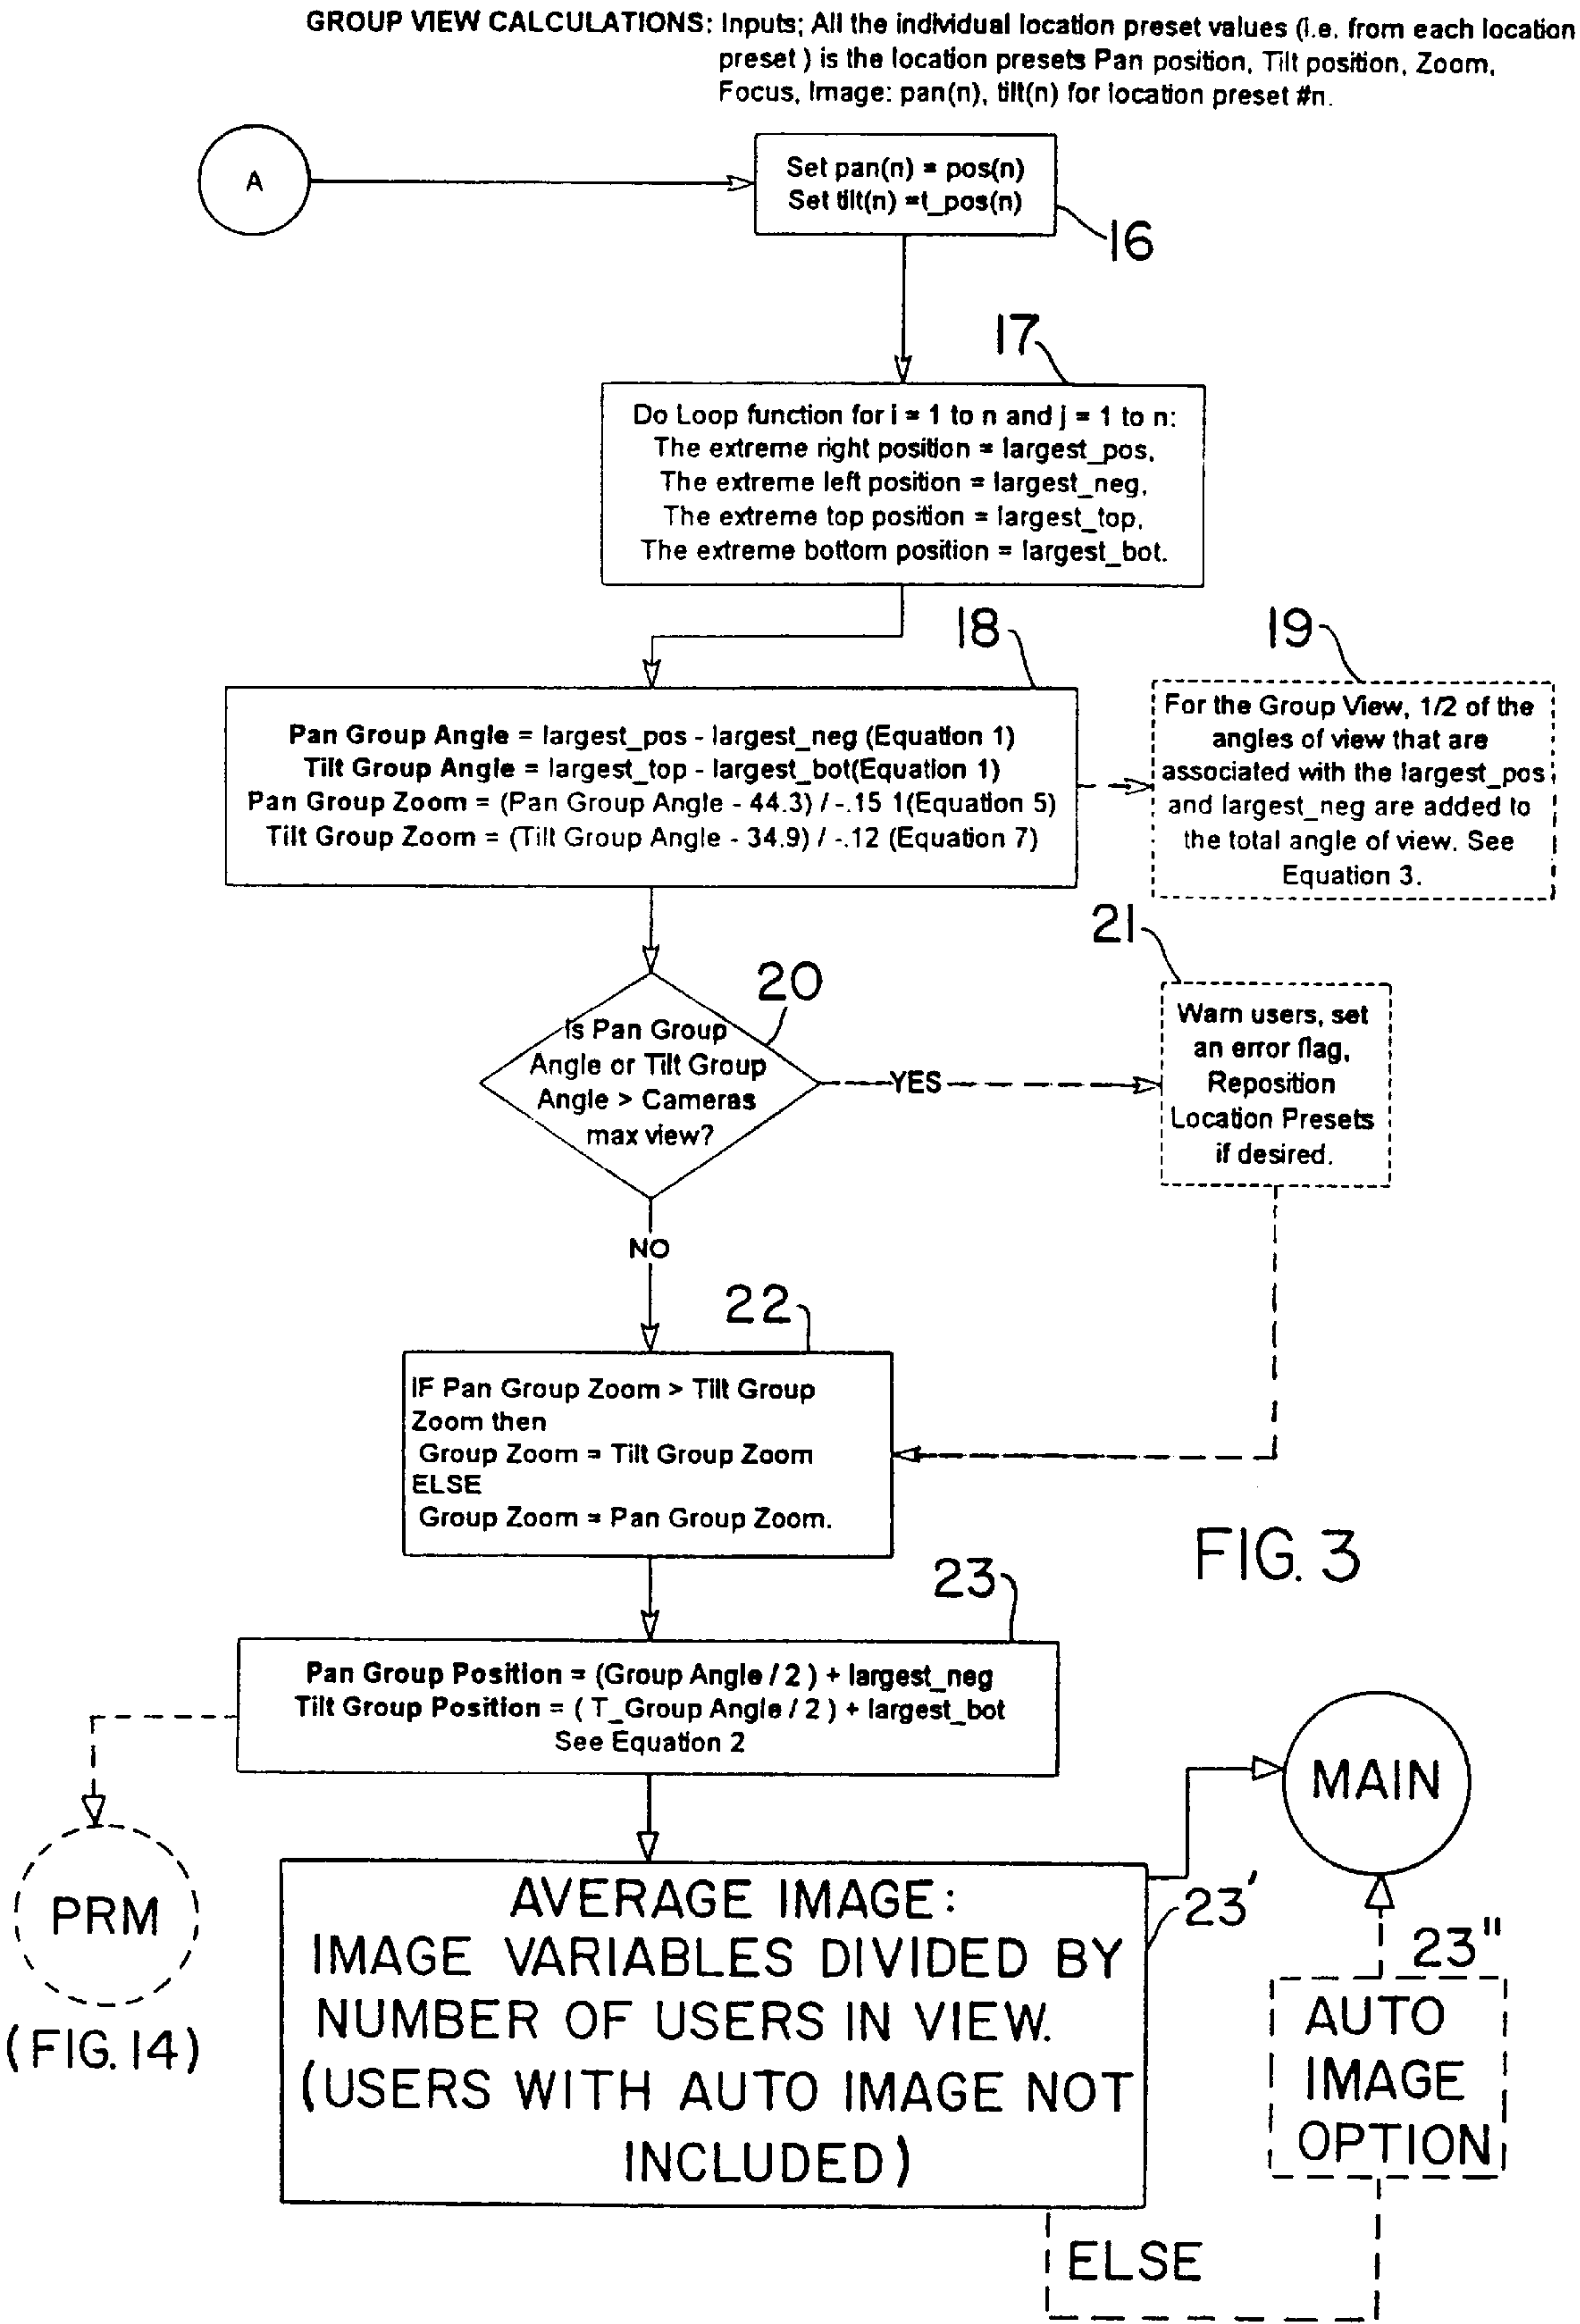 GROUP VIEW CALCULATIONS: Inputs; All the individual location preset values (i.e. from each location
preset ) is the location presets Pan position, Tilt position, Zoom,
Focus, Image: pan(n), tilt(n) for location preset #n.
A
Set pan(n) = pos(n)
Set tilt(n) =t_pos(n)
16
17
Do Loop function for i = 1 to n and j = 1 to n:
The extreme right position = largest_pos,
The extreme left position = largest_neg,
The extreme top position = largest_top,
The extreme bottom position = largest_bot.
18
19
Pan Group Angle = largest_pos - largest_neg (Equation 1)
Tilt Group Angle = largest_top - largest_bot(Equation 1)
Pan Group Zoom = (Pan Group Angle - 44.3) / -.15 1(Equation 5)
Tilt Group Zoom = (Tilt Group Angle - 34.9) / -.12 (Equation 7)
For the Group View, 1/2 of the
angles of view that are
associated with the largest_pos
and largest_neg are added to
the total angle of view. See
Equation 3.
20
21
Is Pan Group
Angle or Tilt Group
Angle > Cameras
max view?
YES
Warn users, set
an error flag,
Reposition
Location Presets
if desired.
NO
22
IF Pan Group Zoom > Tilt Group
Zoom then
Group Zoom = Tilt Group Zoom
ELSE
Group Zoom = Pan Group Zoom.
FIG. 3
23
Pan Group Position = (Group Angle / 2 ) + largest_neg
Tilt Group Position = ( T_Group Angle / 2 ) + largest_bot
See Equation 2
MAIN
PRM
(FIG. 14)
AVERAGE IMAGE:
IMAGE VARIABLES DIVIDED BY
NUMBER OF USERS IN VIEW.
(USERS WITH AUTO IMAGE NOT
INCLUDED)
23'
23"
AUTO
IMAGE
OPTION
ELSE